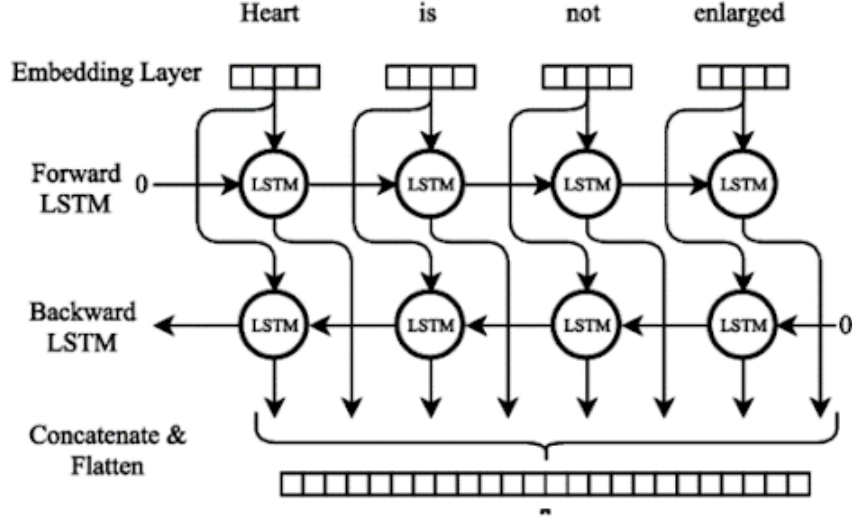 Heart is not enlarged
Embedding Layer
Forward
LSTM
0
LSTM LSTM LSTM LSTM
Backward
LSTM
LSTM LSTM LSTM LSTM
0
Concatenate &
Flatten